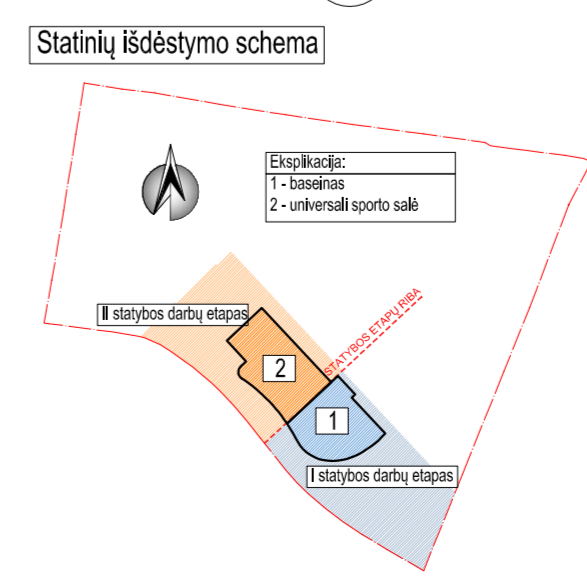 Statinių išdėstymo schema
Eksplikacija:
1 - baseinas
2 - universali sporto salė
II statybos darbų etapas
STATYBOS ETAPŲ RIBA
2
1
I statybos darbų etapas